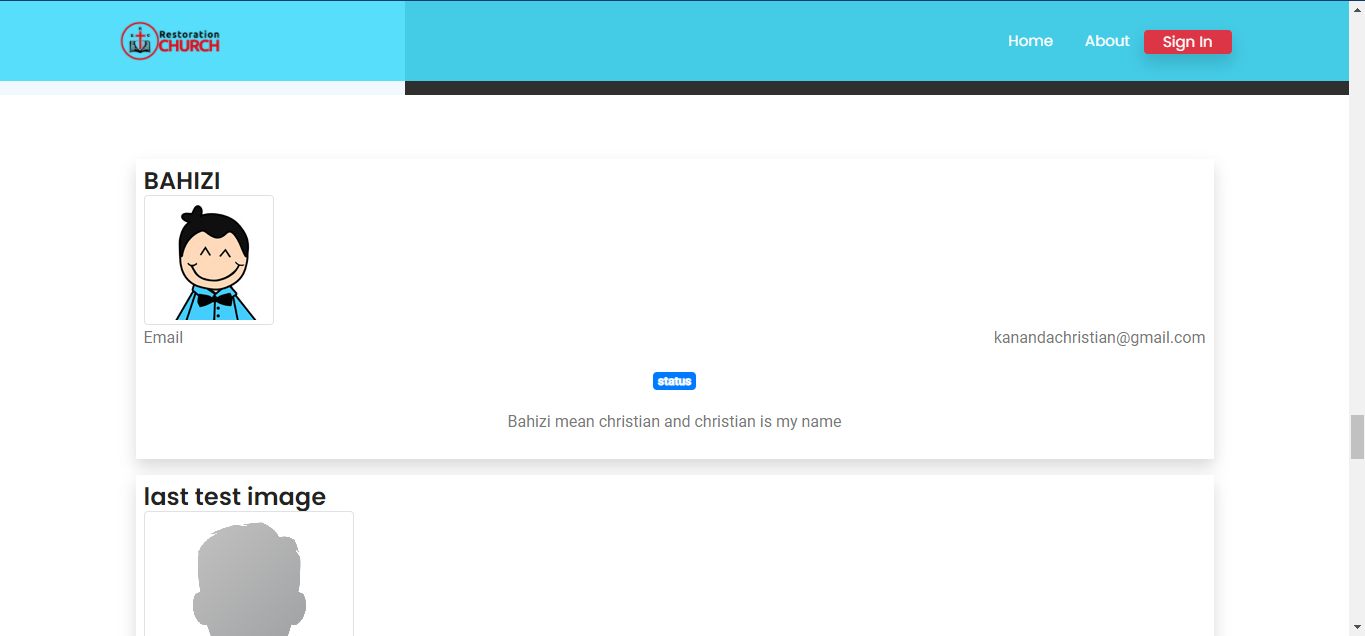 Restoration
CHURCH
Home About Sign In
BAHIZI
Email kanandachristian@gmail.com
status
Bahizi mean christian and christian is my name
last test image